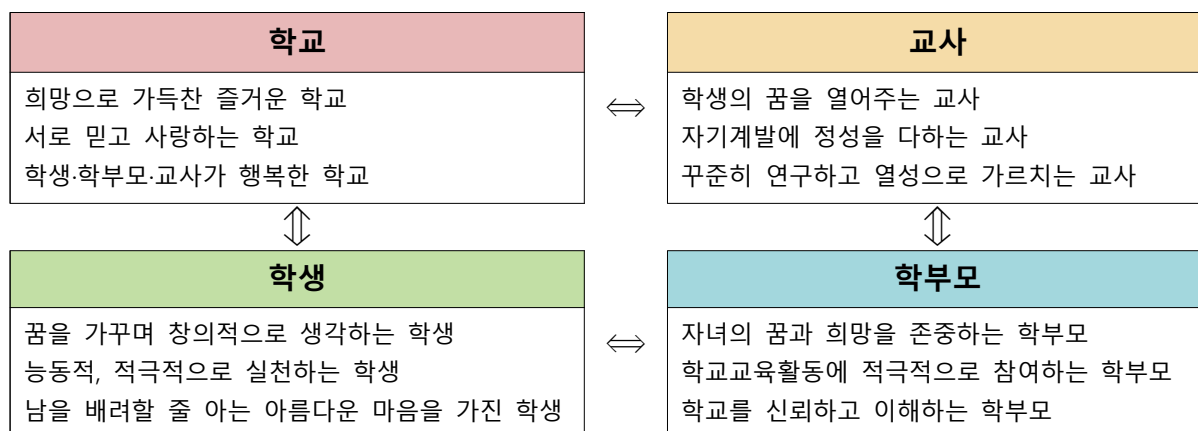 학교
희망으로 가득찬 즐거운 학교
서로 믿고 사랑하는 학교
학생·학부모·교사가 행복한 학교
⇔
교사
학생의 꿈을 열어주는 교사
자기계발에 정성을 다하는 교사
꾸준히 연구하고 열성으로 가르치는 교사
⇕
⇕
학생
꿈을 가꾸며 창의적으로 생각하는 학생
능동적, 적극적으로 실천하는 학생
남을 배려할 줄 아는 아름다운 마음을 가진 학생
⇔
학부모
자녀의 꿈과 희망을 존중하는 학부모
학교교육활동에 적극적으로 참여하는 학부모
학교를 신뢰하고 이해하는 학부모